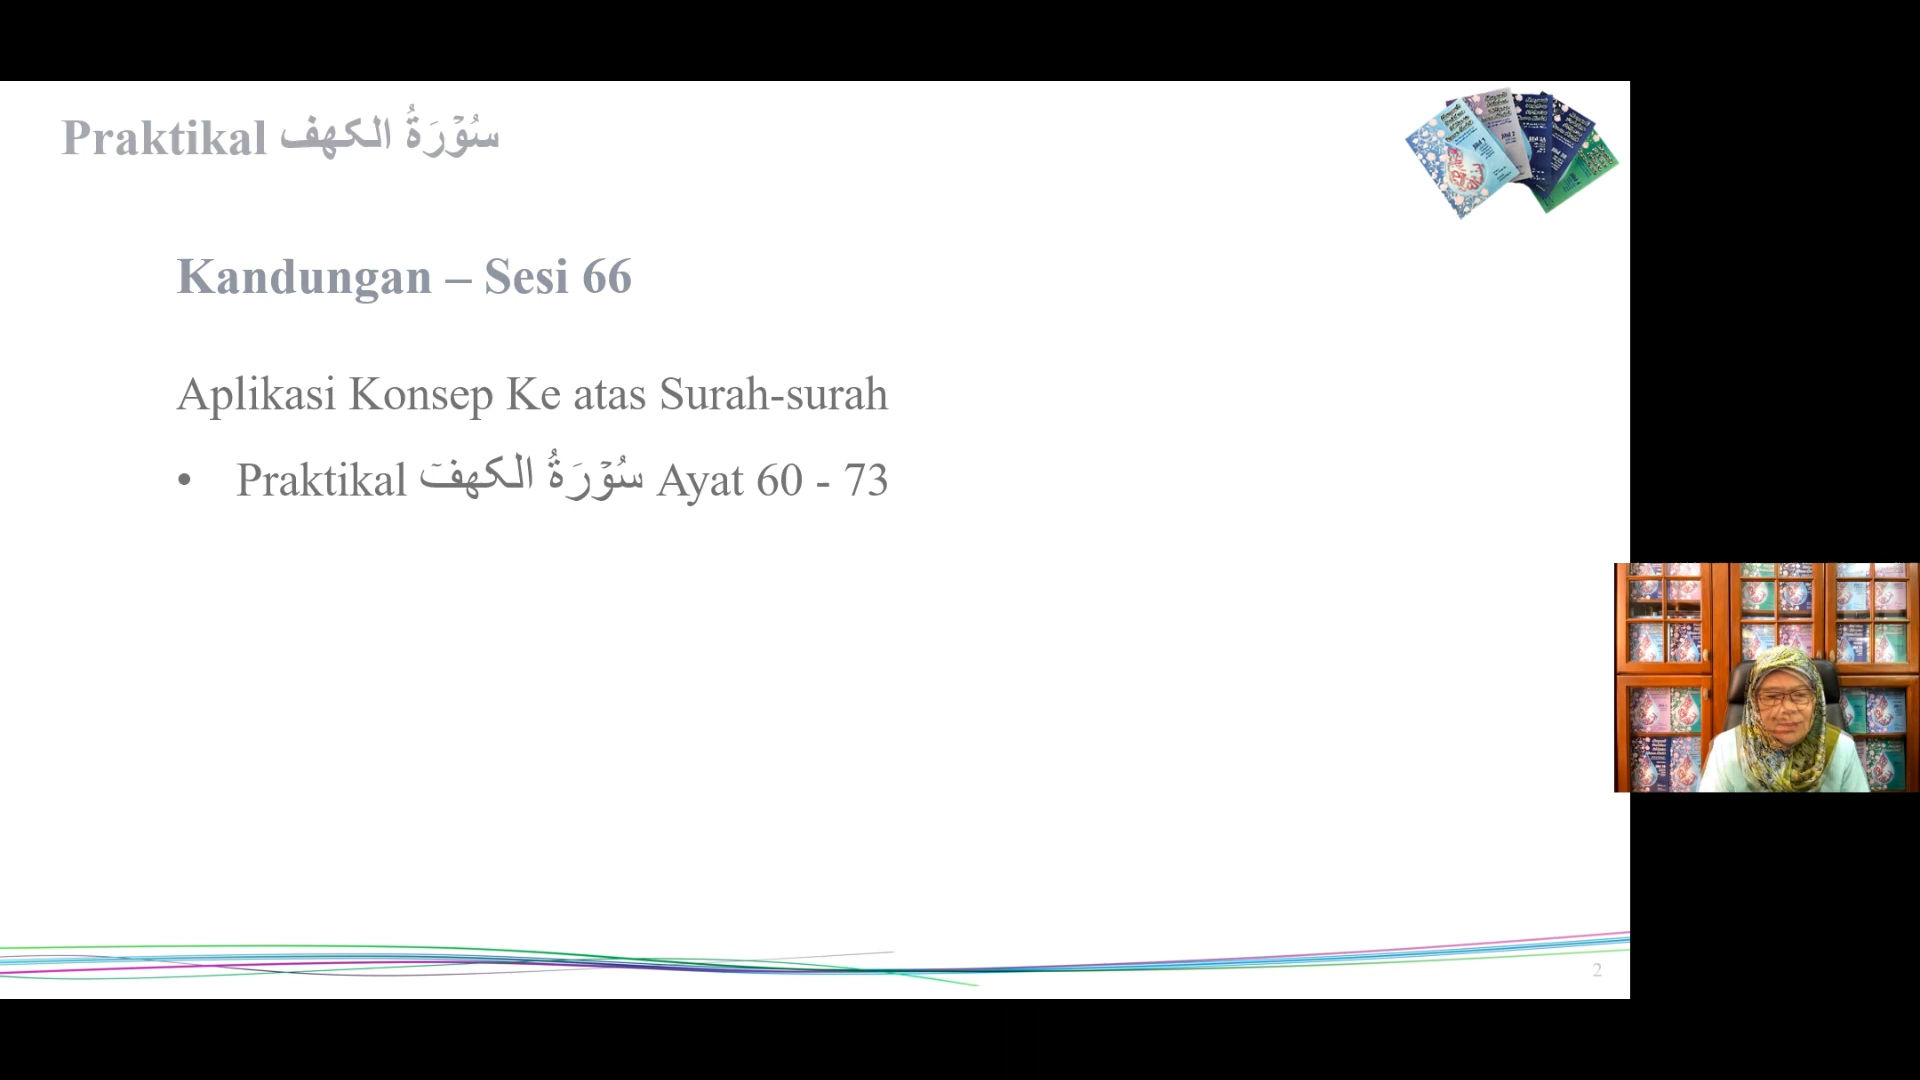 Praktikal سُوْرَةُ الكهف
Kandungan – Sesi 66
Aplikasi Konsep Ke atas Surah-surah
• Praktikal سُوْرَةُ الكهف Ayat 60 - 73
2